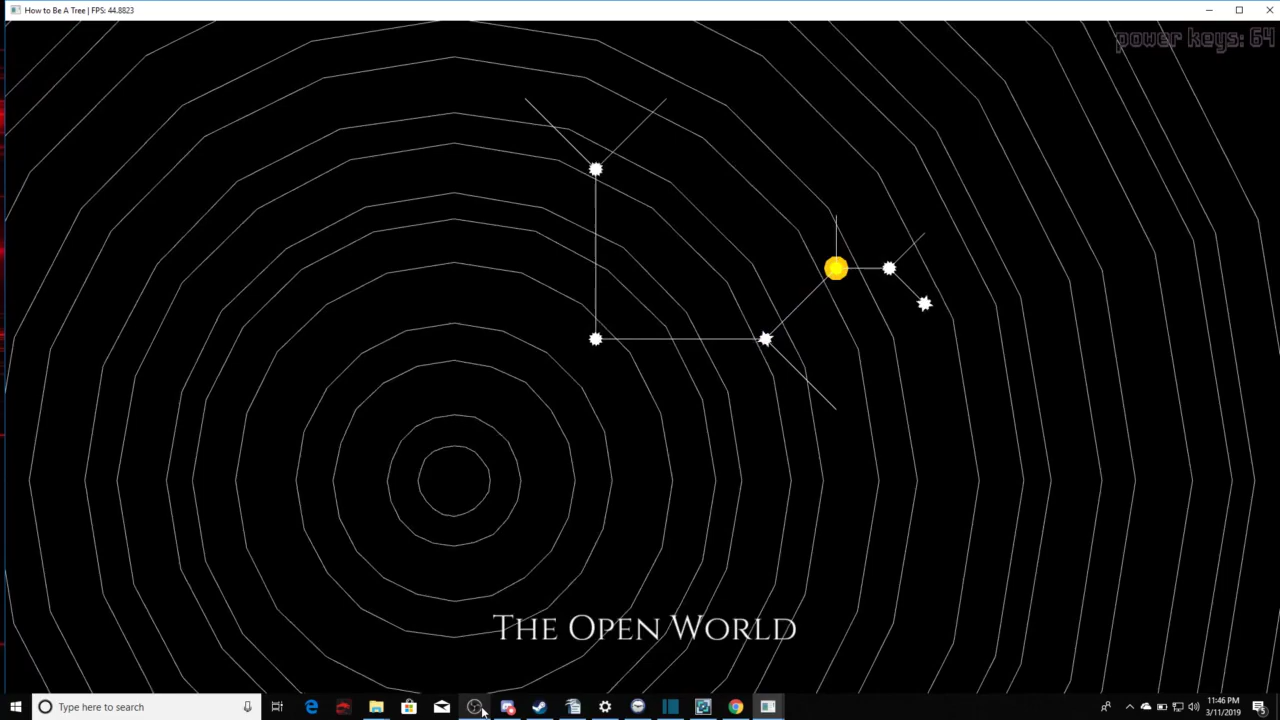 How to Be A Tree | FPS: 44.8823
power keys: 64
The Open World
Type here to search
11:46 PM
3/11/2019
5